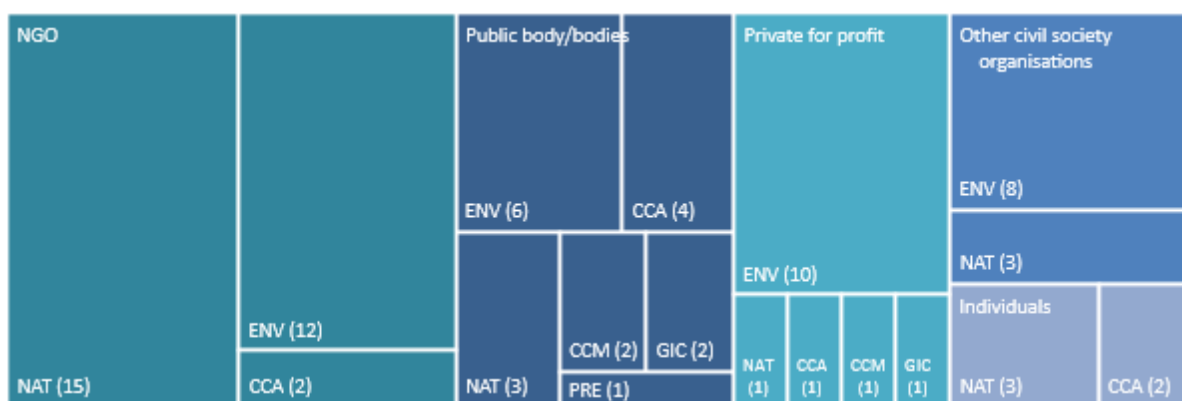 NGO
NAT (15)
ENV (12)
CCA (2)
Public body/bodies
ENV (6)
CCA (4)
NAT (3)
CCM (2)
GIC (2)
PRE (1)
Private for profit
ENV (10)
NAT
(1)
CCA
(1)
CCM
(1)
GIC
(1)
Other civil society
organisations
ENV (8)
NAT (3)
Individuals
NAT (3)
CCA (2)